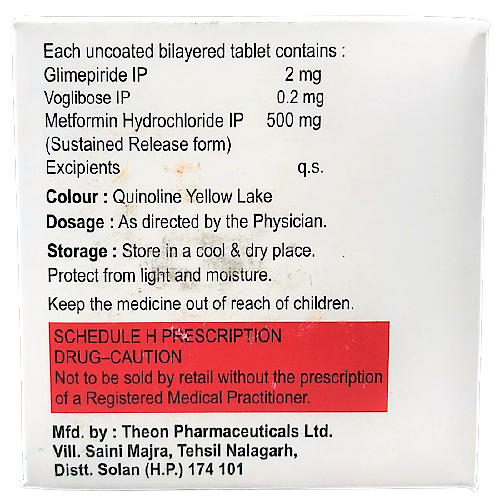 Each uncoated bilayered tablet contains :
Glimepiride IP 2 mg
Voglibose IP 0.2 mg
Metformin Hydrochloride IP 500 mg
(Sustained Release form)
Excipients q.s.
Colour : Quinoline Yellow Lake
Dosage : As directed by the Physician.
Storage : Store in a cool & dry place.
Protect from light and moisture.
Keep the medicine out of reach of children.
SCHEDULE H PRESCRIPTION
DRUG–CAUTION
Not to be sold by retail without the prescription
of a Registered Medical Practitioner.
Mfd. by : Theon Pharmaceuticals Ltd.
Vill. Saini Majra, Tehsil Nalagarh,
Distt. Solan (H.P.) 174 101